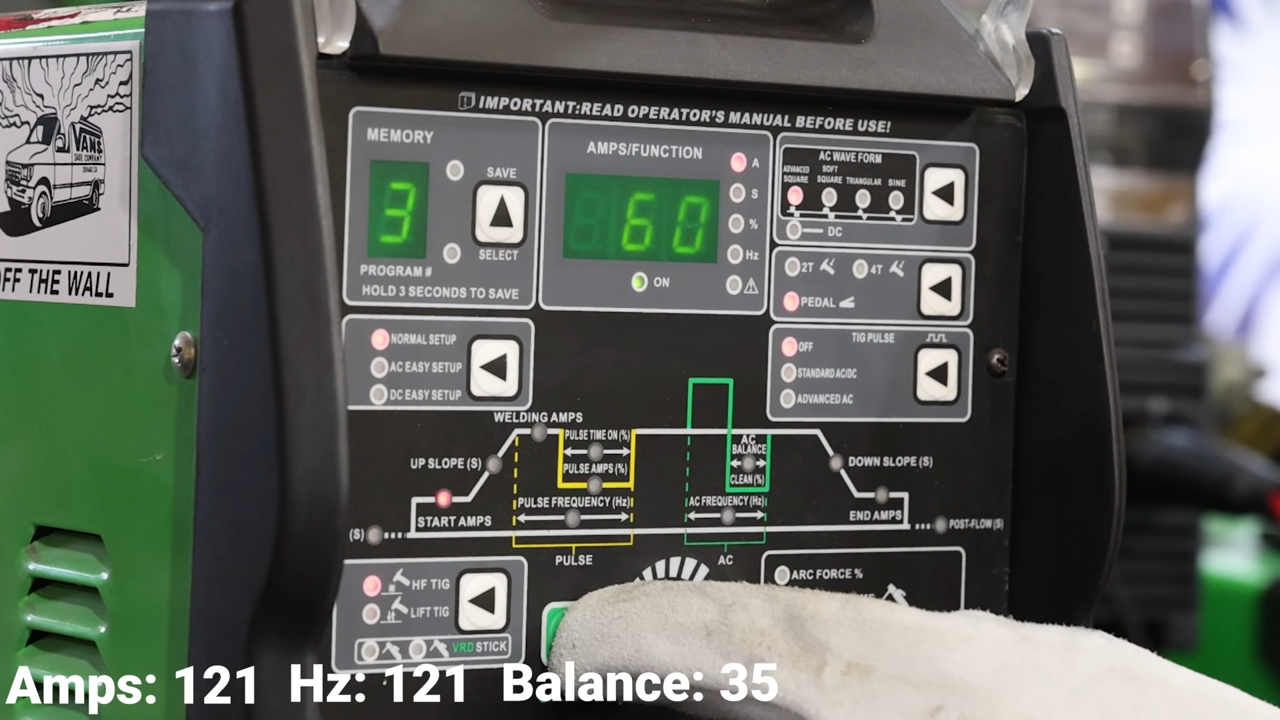 IMPORTANT:READ OPERATOR'S MANUAL BEFORE USE!
MEMORY
3
SAVE
SELECT
PROGRAM #
HOLD 3 SECONDS TO SAVE
AMPS/FUNCTION
60
A
S
%
Hz
ON
AC WAVE FORM
ADVANCED SQUARE
SOFT SQUARE
TRIANGULAR
SINE
DC
2T
4T
PEDAL
TIG PULSE
OFF
STANDARD AC/DC
ADVANCED AC
NORMAL SETUP
AC EASY SETUP
DC EASY SETUP
WELDING AMPS
UP SLOPE (S)
START AMPS
(S)
PULSE TIME ON (%)
PULSE AMPS (%)
PULSE FREQUENCY (Hz)
PULSE
AC BALANCE
CLEAN (%)
AC FREQUENCY (Hz)
AC
DOWN SLOPE (S)
END AMPS
POST-FLOW (S)
HF TIG
LIFT TIG
VRD STICK
ARC FORCE %
VANS
OFF THE WALL
Amps: 121 Hz: 121 Balance: 35